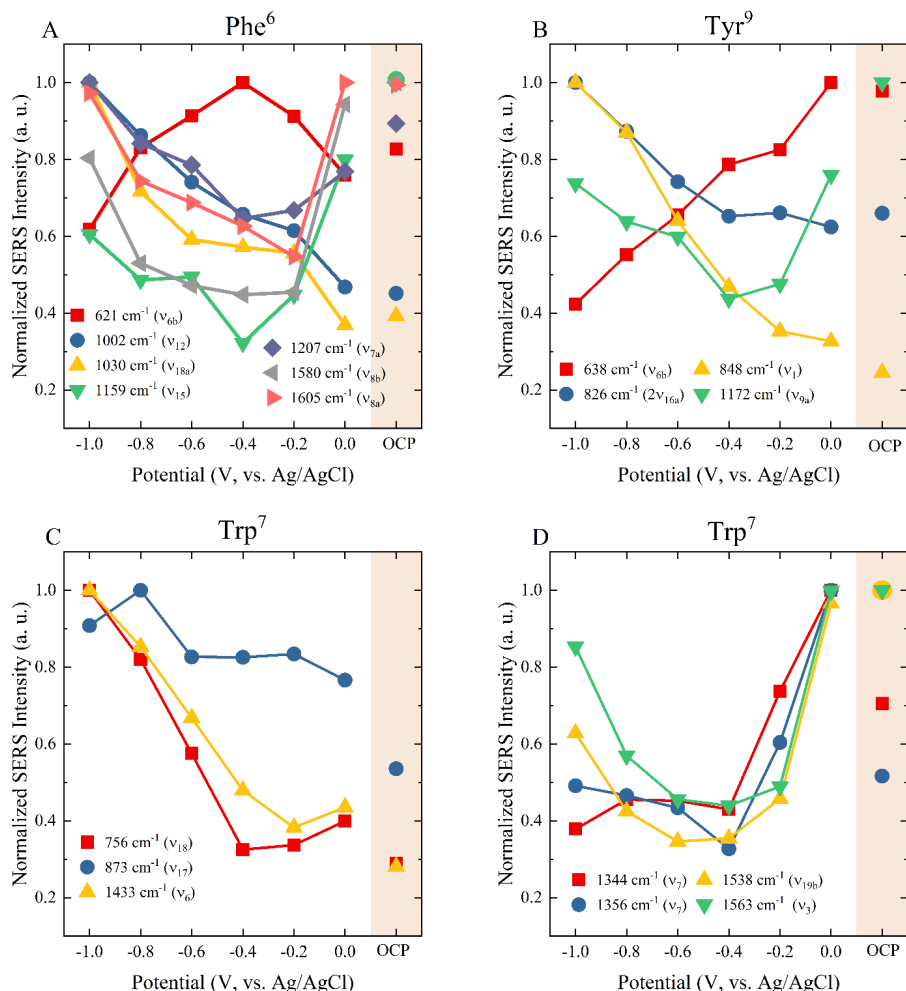 A
Phe⁶
Normalized SERS Intensity (a. u.)
1.0
0.8
0.6
0.4
0.2
621 cm⁻¹ (ν6b)
1002 cm⁻¹ (ν12)
1030 cm⁻¹ (ν18a)
1159 cm⁻¹ (ν15)
1207 cm⁻¹ (ν7a)
1580 cm⁻¹ (ν8b)
1605 cm⁻¹ (ν8a)
-1.0 -0.8 -0.6 -0.4 -0.2 0.0 OCP
Potential (V, vs. Ag/AgCl)
B
Tyr⁹
Normalized SERS Intensity (a. u.)
1.0
0.8
0.6
0.4
0.2
638 cm⁻¹ (ν6b)
826 cm⁻¹ (2ν16a)
848 cm⁻¹ (ν1)
1172 cm⁻¹ (ν9a)
-1.0 -0.8 -0.6 -0.4 -0.2 0.0 OCP
Potential (V, vs. Ag/AgCl)
C
Trp⁷
Normalized SERS Intensity (a. u.)
1.0
0.8
0.6
0.4
0.2
756 cm⁻¹ (ν18)
873 cm⁻¹ (ν17)
1433 cm⁻¹ (ν6)
-1.0 -0.8 -0.6 -0.4 -0.2 0.0 OCP
Potential (V, vs. Ag/AgCl)
D
Trp⁷
Normalized SERS Intensity (a. u.)
1.0
0.8
0.6
0.4
0.2
1344 cm⁻¹ (ν7)
1356 cm⁻¹ (ν7)
1538 cm⁻¹ (ν19b)
1563 cm⁻¹ (ν3)
-1.0 -0.8 -0.6 -0.4 -0.2 0.0 OCP
Potential (V, vs. Ag/AgCl)